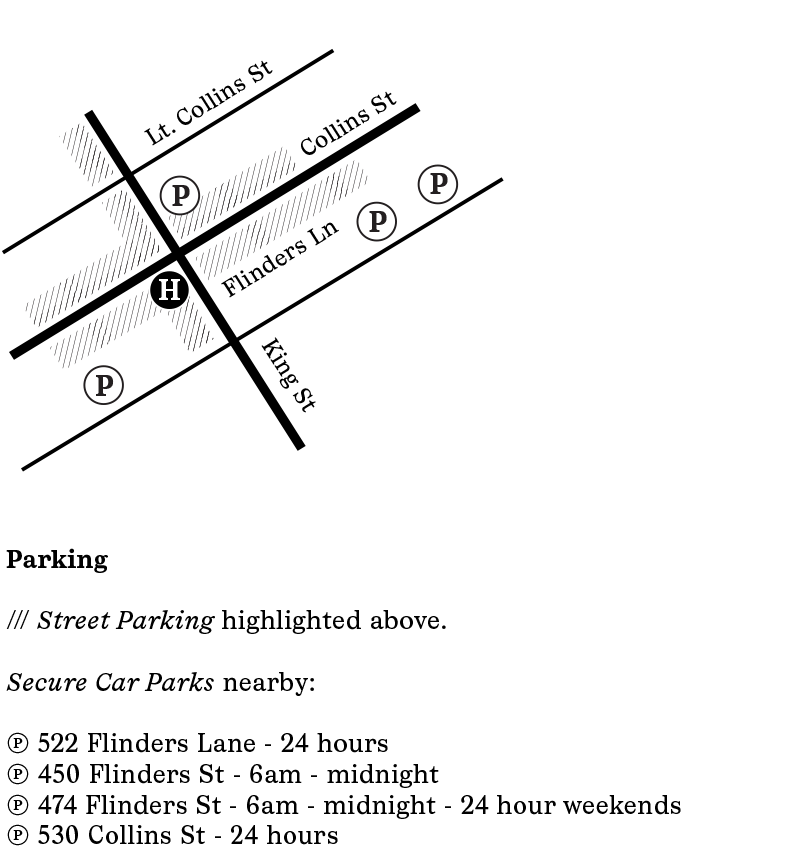 Lt. Collins St
Collins St
P
P
P
Flinders Ln
H
King St
P
Parking
/// Street Parking highlighted above.
Secure Car Parks nearby:
Ⓟ 522 Flinders Lane - 24 hours
Ⓟ 450 Flinders St - 6am - midnight
Ⓟ 474 Flinders St - 6am - midnight - 24 hour weekends
Ⓟ 530 Collins St - 24 hours